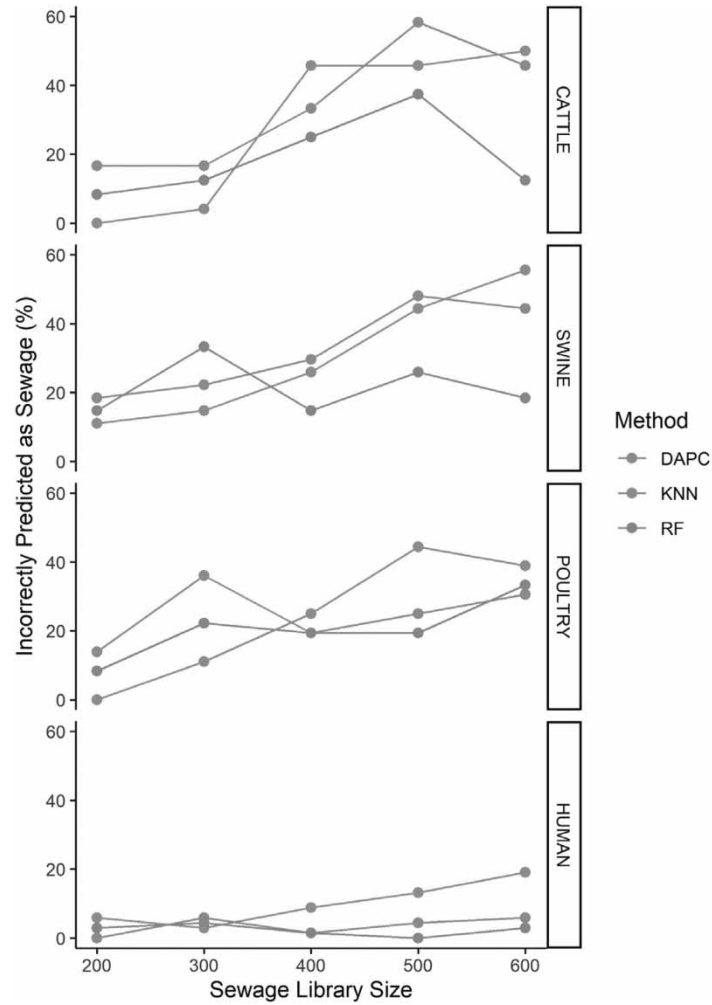 60
40
20
0
CATTLE
60
40
20
0
SWINE
Incorrectly Predicted as Sewage (%)
Method
DAPC
KNN
RF
60
40
20
0
POULTRY
60
40
20
0
HUMAN
200 300 400 500 600
Sewage Library Size